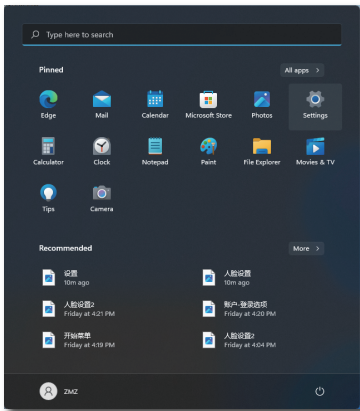 Type here to search
Pinned
All apps >
Edge
Mail
Calendar
Microsoft Store
Photos
Settings
Calculator
Clock
Notepad
Paint
File Explorer
Movies & TV
Tips
Camera
Recommended
More >
设置
10m ago
人脸设置
10m ago
人脸设置2
Friday at 4:21 PM
账户-登录选项
Friday at 4:20 PM
开始菜单
Friday at 4:19 PM
人脸设置2
Friday at 4:04 PM
ZMZ